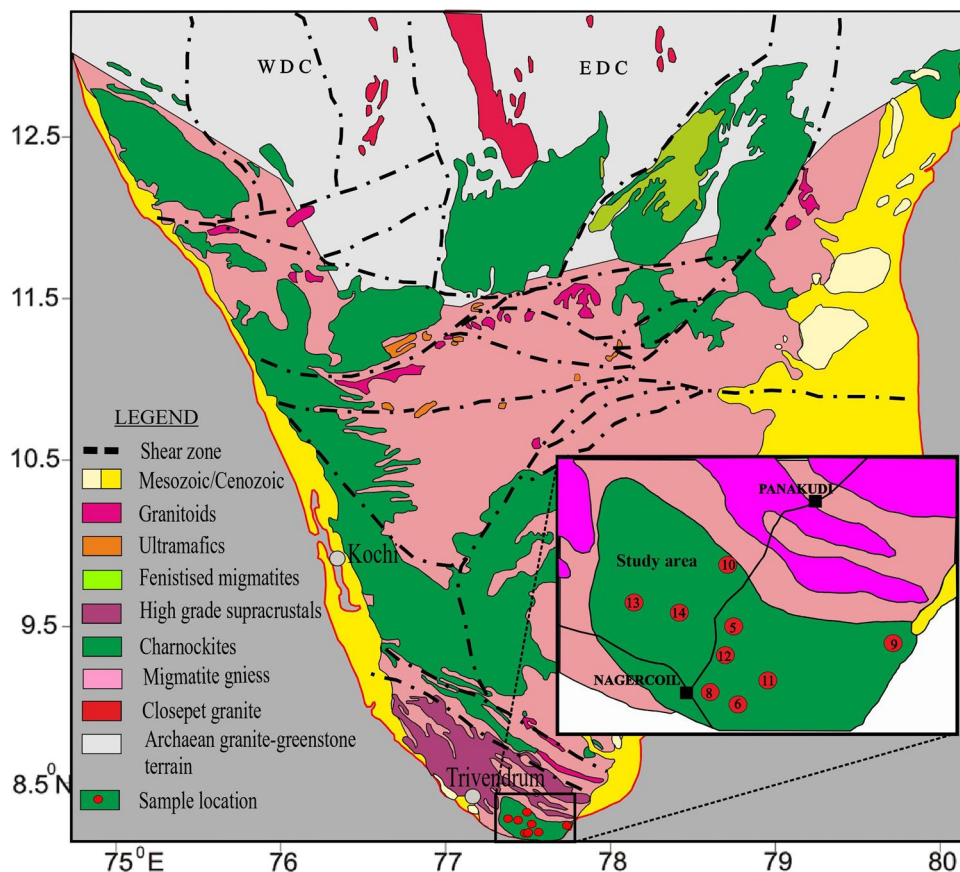 WDC
EDC
12.5
11.5
10.5
9.5
8.5⁰N
LEGEND
Shear zone
Mesozoic/Cenozoic
Granitoids
Ultramafics
Fenistised migmatites
High grade supracrustals
Charnockites
Migmatite gniess
Closepet granite
Archaean granite-greenstone
terrain
Sample location
Kochi
Trivendrum
PANAKUDI
Study area
10
13
14
5
9
12
11
NAGERCOIL
8
6
75⁰E
76
77
78
79
80